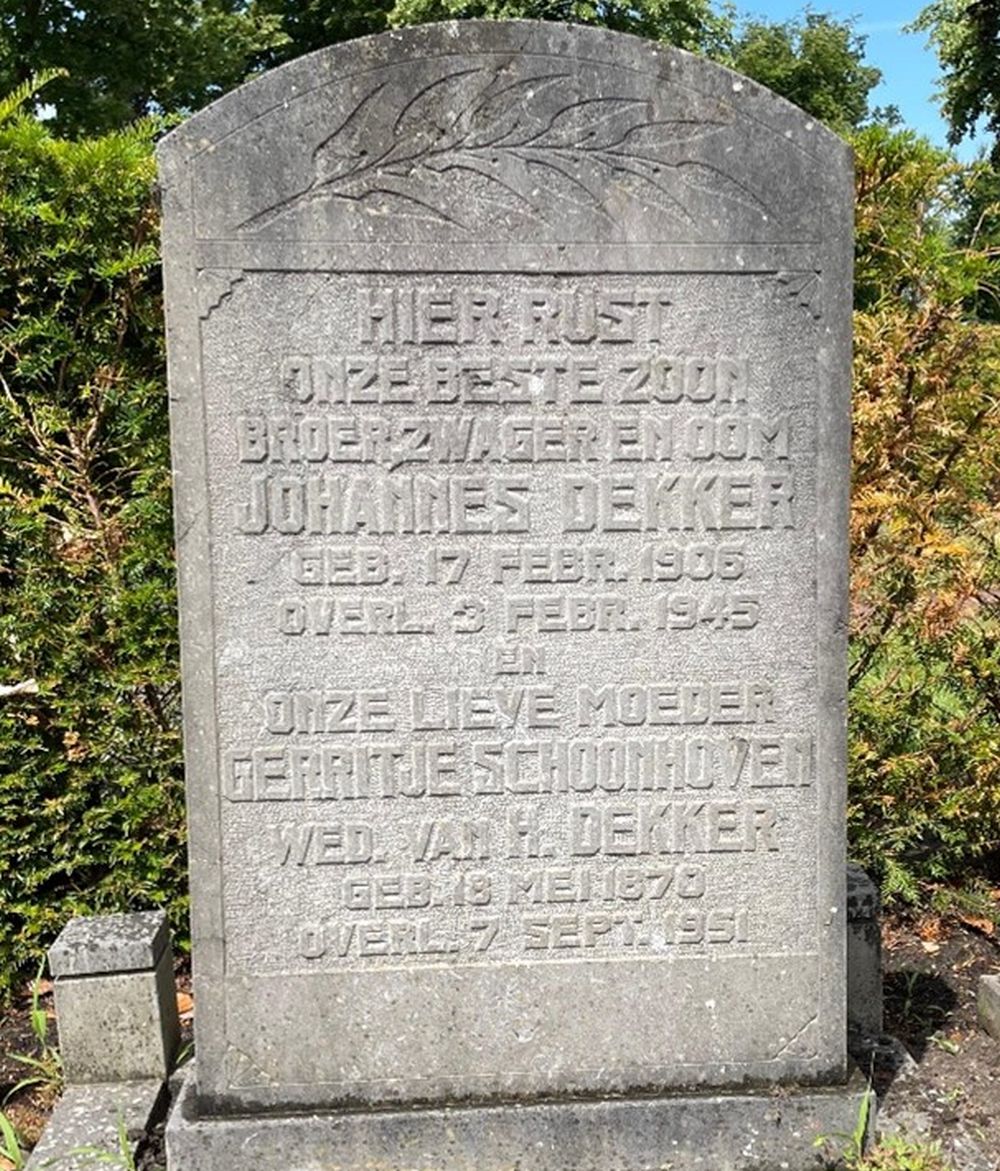 HIER RUST
ONZE BESTE ZOON
BROER, ZWAGER EN OOM
JOHANNES DEKKER
GEB. 17 FEBR. 1906
OVERL. 3 FEBR. 1945
EN
ONZE LIEVE MOEDER
GERRITJE SCHOONHOVEN
WED. VAN H. DEKKER
GEB. 18 MEI 1870
OVERL. 7 SEPT. 1951